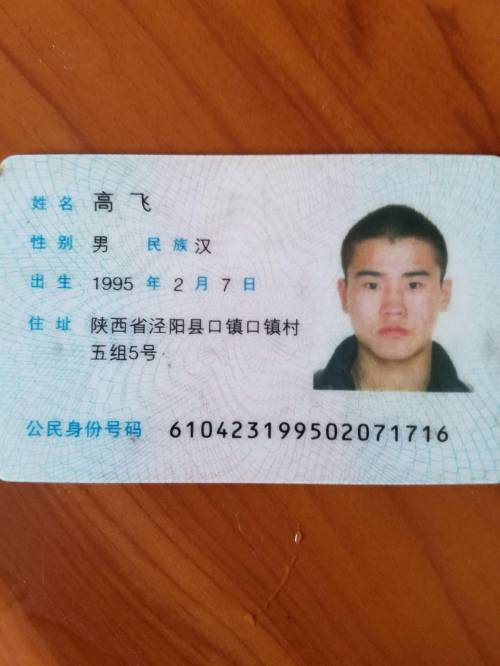 姓名 高飞
性别 男 民族 汉
出生 1995 年 2 月 7 日
住址 陕西省泾阳县口镇口镇村
五组5号
公民身份号码 610423199502071716